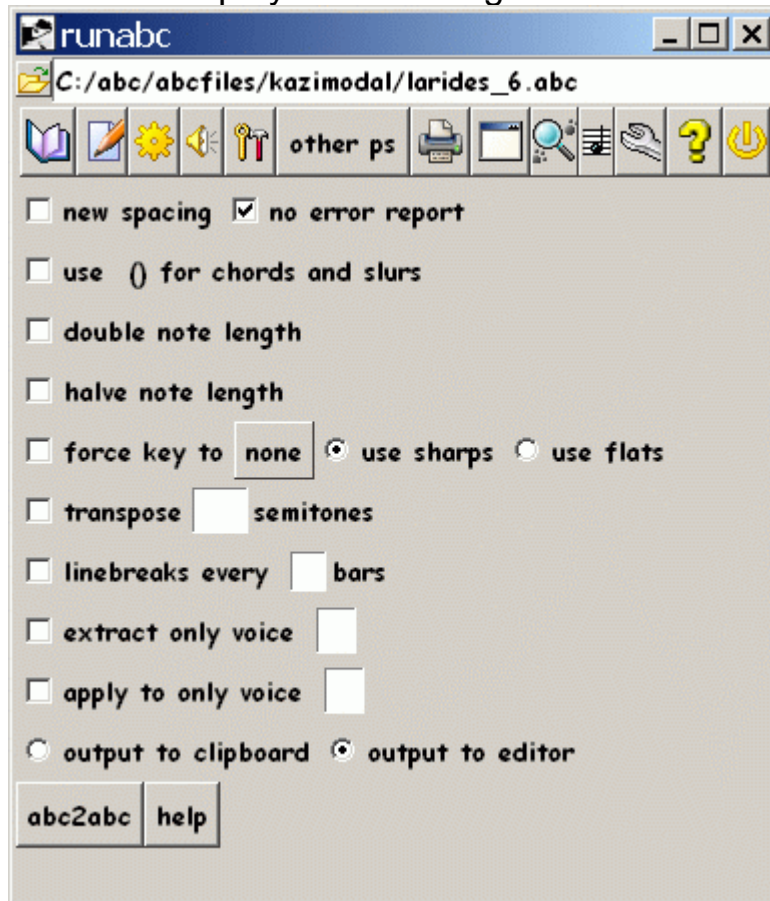 runabc
C:/abc/abcfiles/kazimodal/larides_6.abc
other ps
new spacing no error report
use () for chords and slurs
double note length
halve note length
force key to none use sharps use flats
transpose semitones
linebreaks every bars
extract only voice
apply to only voice
output to clipboard output to editor
abc2abc help